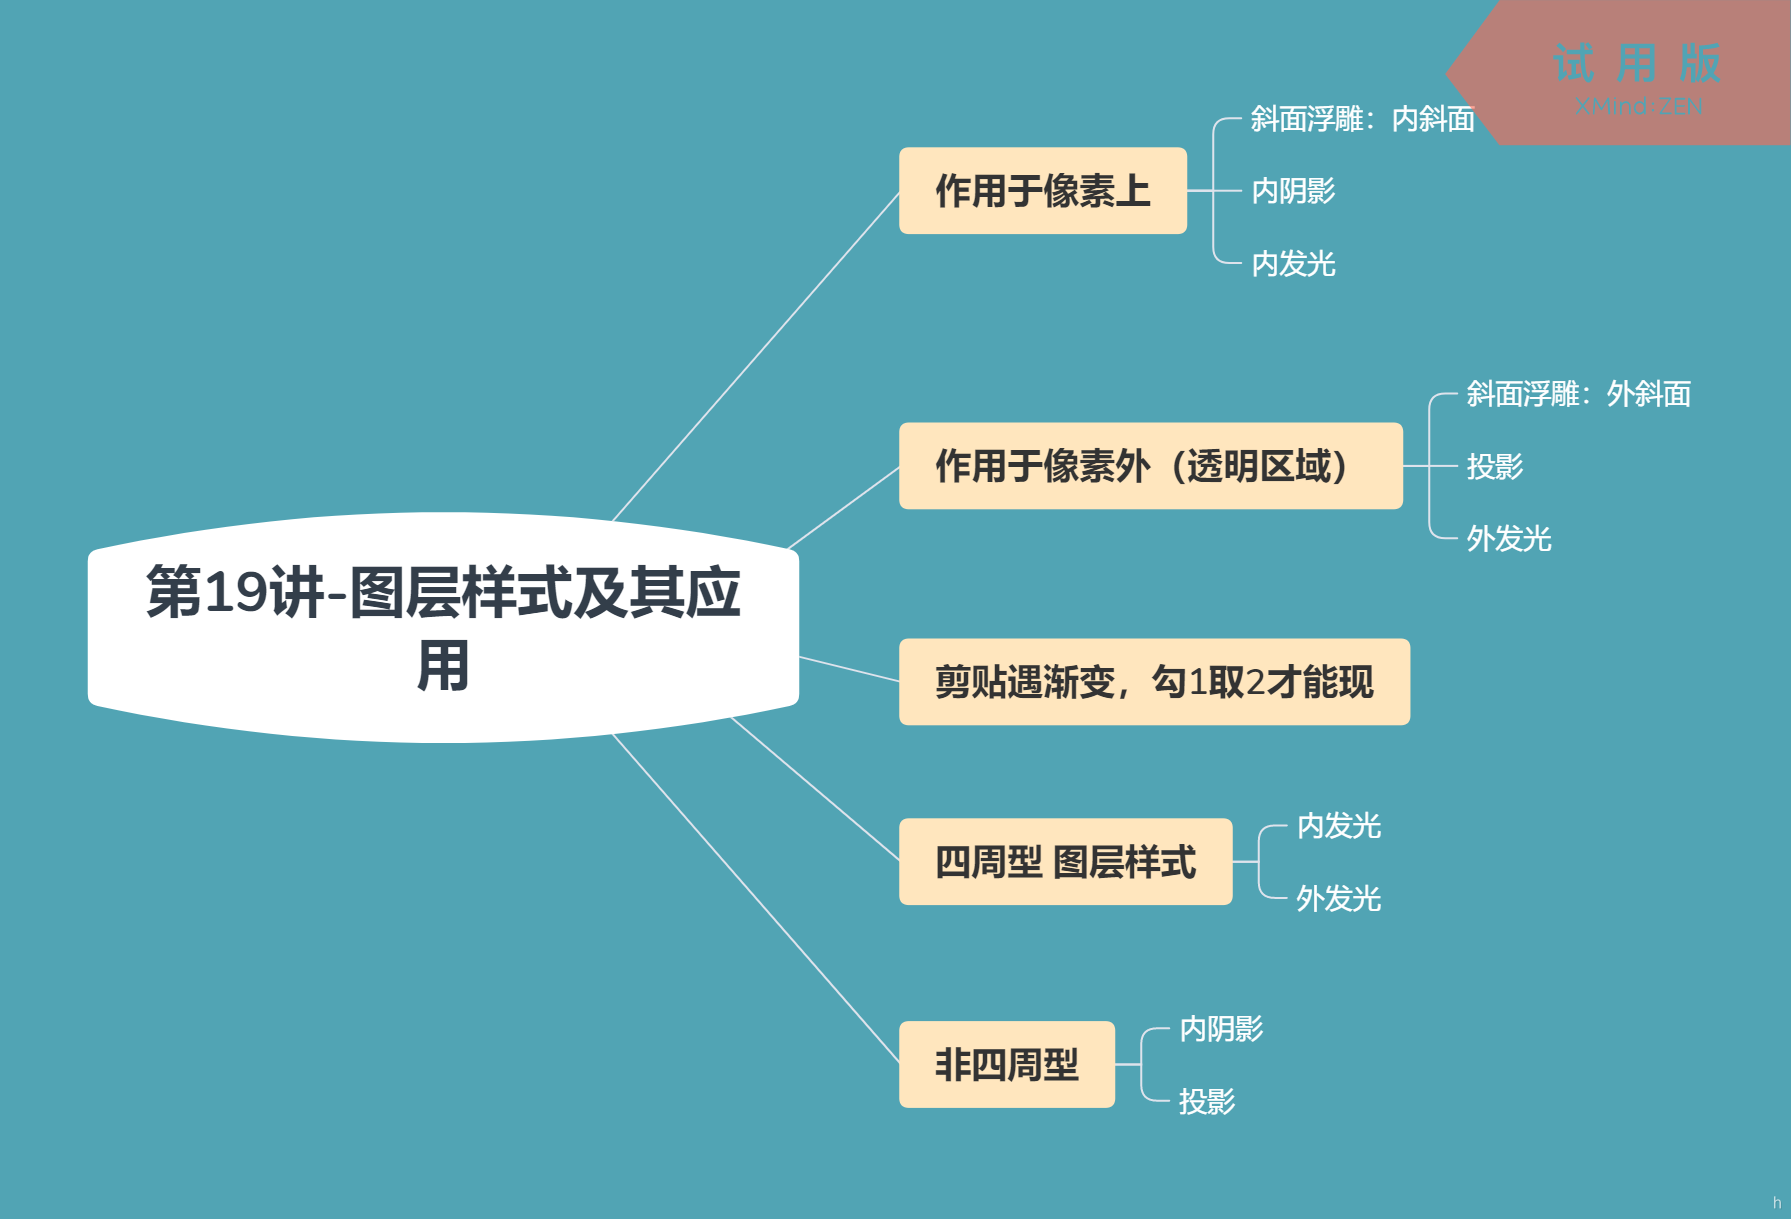 试用版
XMind:ZEN
斜面浮雕：内斜面
作用于像素上
内阴影
内发光
斜面浮雕：外斜面
作用于像素外（透明区域）
投影
外发光
第19讲-图层样式及其应
用
剪贴遇渐变，勾1取2才能现
内发光
四周型 图层样式
外发光
内阴影
非四周型
投影
h